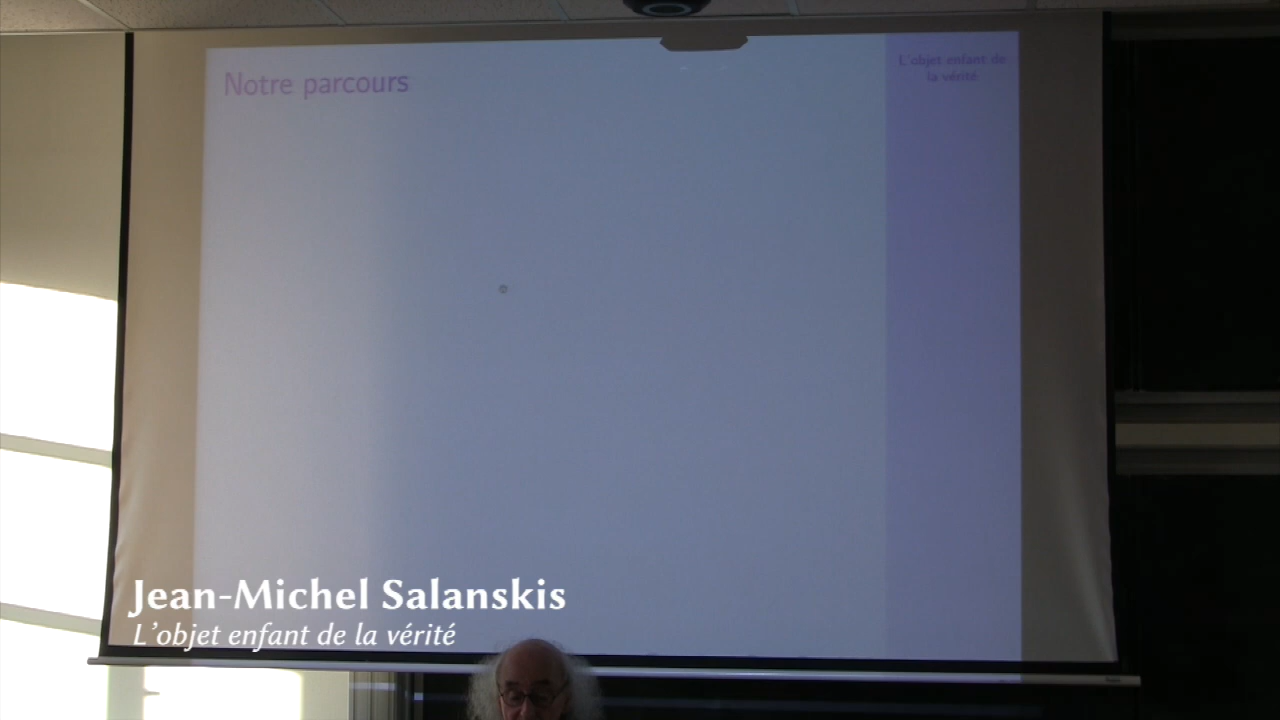 Notre parcours
L'objet enfant de
la vérité
Jean-Michel Salanskis
L'objet enfant de la vérité